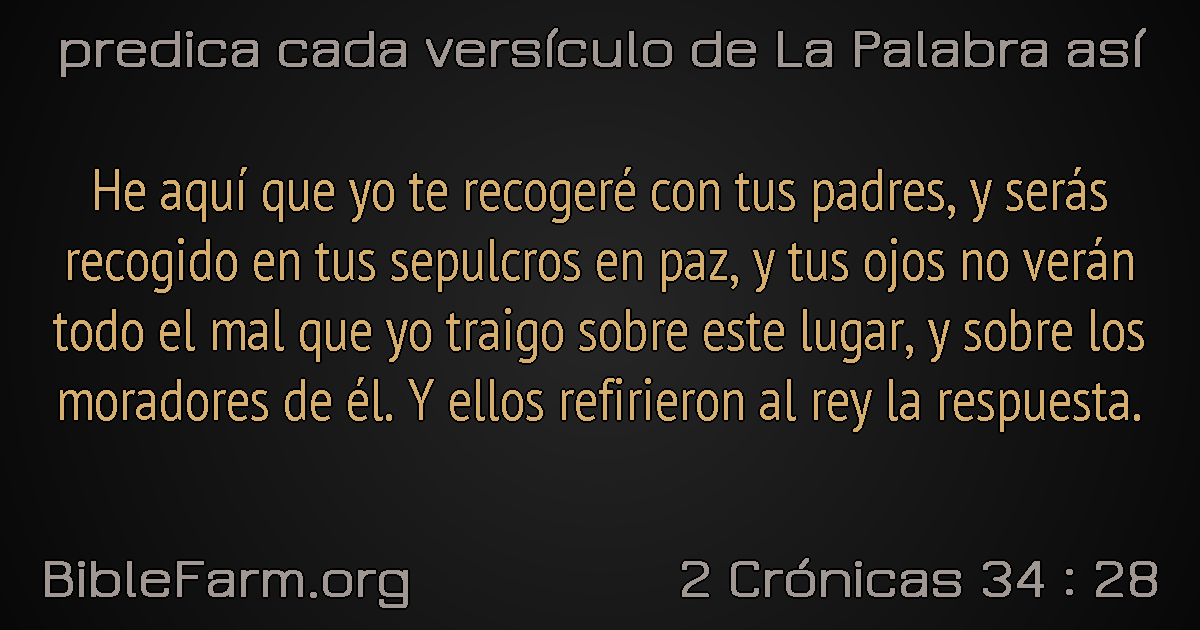 predica cada versículo de La Palabra así
He aquí que yo te recogeré con tus padres, y serás
recogido en tus sepulcros en paz, y tus ojos no verán
todo el mal que yo traigo sobre este lugar, y sobre los
moradores de él. Y ellos refirieron al rey la respuesta.
BibleFarm.org
2 Crónicas 34 : 28